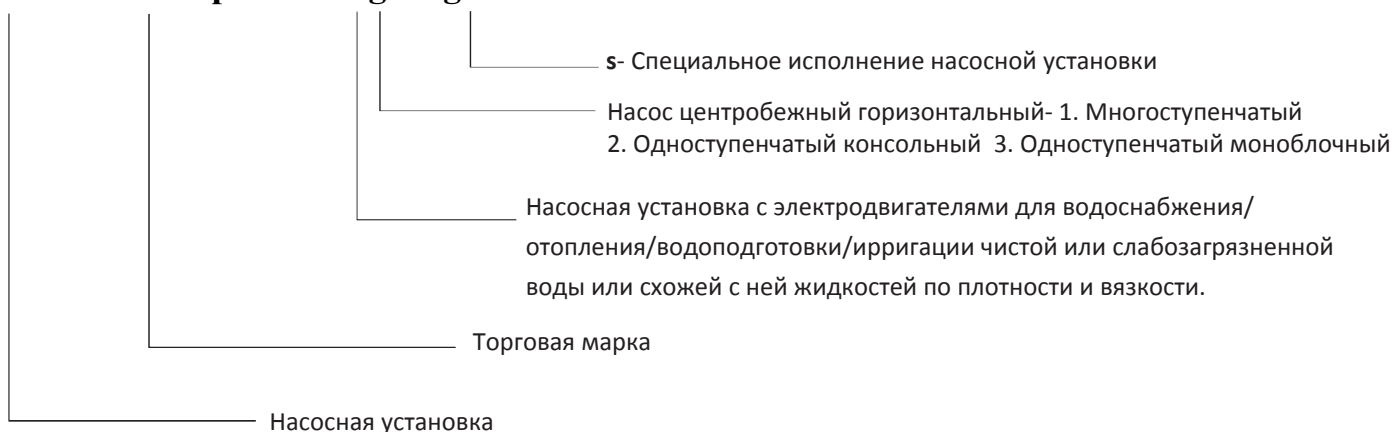 s- Специальное исполнение насосной установки
Насос центробежный горизонтальный- 1. Многоступенчатый
2. Одноступенчатый консольный 3. Одноступенчатый моноблочный
Насосная установка с электродвигателями для водоснабжения/
отопления/водоподготовки/ирригации чистой или слабозагрязненной
воды или схожей с ней жидкостей по плотности и вязкости.
Торговая марка
Насосная установка